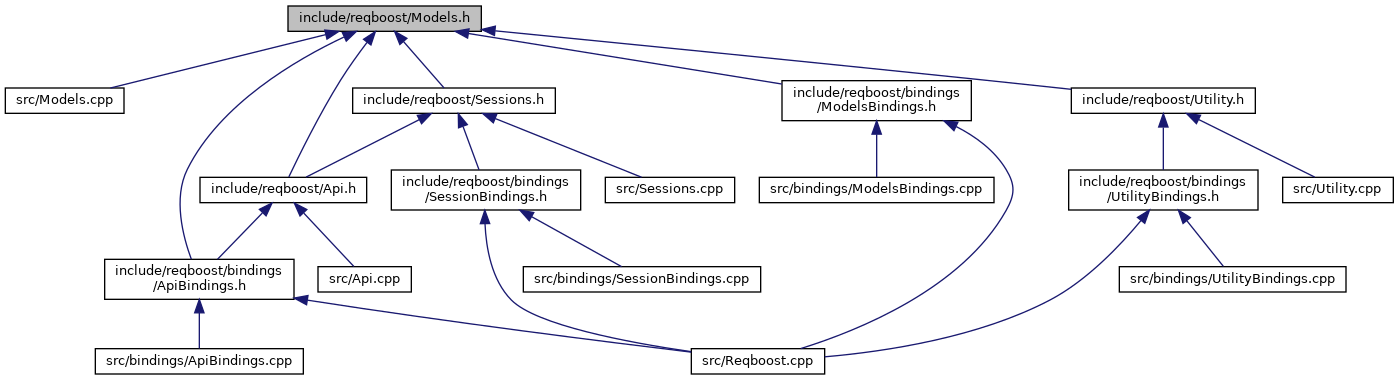 include/reqboost/Models.h
src/Models.cpp
include/reqboost/Sessions.h
include/reqboost/bindings
/ModelsBindings.h
include/reqboost/Utility.h
include/reqboost/Api.h
include/reqboost/bindings
/SessionBindings.h
src/Sessions.cpp
src/bindings/ModelsBindings.cpp
include/reqboost/bindings
/UtilityBindings.h
src/Utility.cpp
include/reqboost/bindings
/ApiBindings.h
src/Api.cpp
src/bindings/SessionBindings.cpp
src/bindings/UtilityBindings.cpp
src/bindings/ApiBindings.cpp
src/Reqboost.cpp